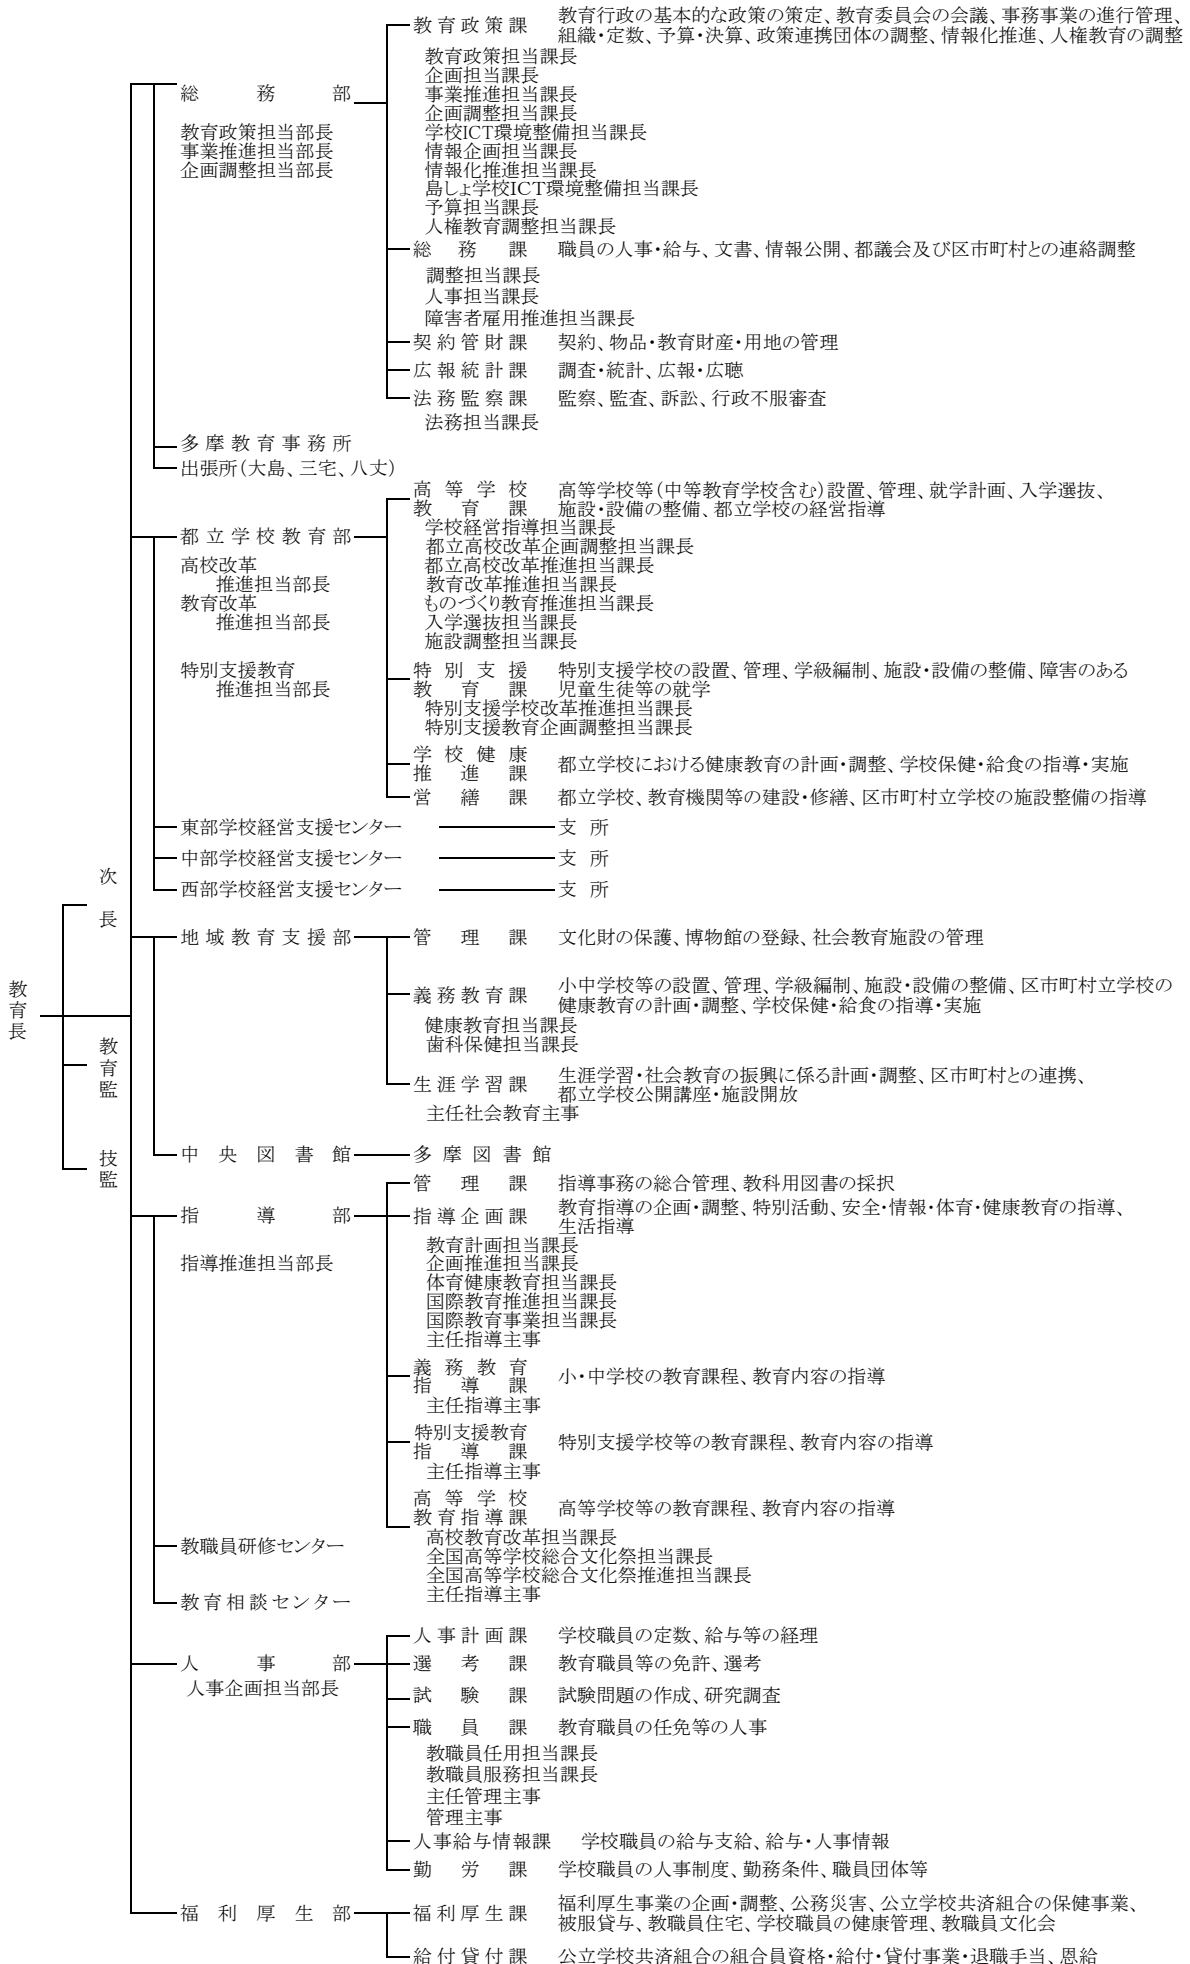 教育長
次長
教育監
技監
総務部
教育政策担当部長
事業推進担当部長
企画調整担当部長
教育政策課 教育行政の基本的な政策の策定、教育委員会の会議、事務事業の進行管理、
組織・定数、予算・決算、政策連携団体の調整、情報化推進、人権教育の調整
教育政策担当課長
企画担当課長
事業推進担当課長
企画調整担当課長
学校ICT環境整備担当課長
情報企画担当課長
情報化推進担当課長
島しょ学校ICT環境整備担当課長
予算担当課長
人権教育調整担当課長
総務課 職員の人事・給与、文書、情報公開、都議会及び区市町村との連絡調整
調整担当課長
人事担当課長
障害者雇用推進担当課長
契約管財課 契約、物品・教育財産・用地の管理
広報統計課 調査・統計、広報・広聴
法務監察課 監察、監査、訴訟、行政不服審査
法務担当課長
多摩教育事務所
出張所(大島、三宅、八丈)
都立学校教育部
高校改革
推進担当部長
教育改革
推進担当部長
特別支援教育
推進担当部長
高等学校 高等学校等(中等教育学校含む)設置、管理、就学計画、入学選抜、
教育課 施設・設備の整備、都立学校の経営指導
学校経営指導担当課長
都立高校改革企画調整担当課長
都立高校改革推進担当課長
教育改革推進担当課長
ものづくり教育推進担当課長
入学選抜担当課長
施設調整担当課長
特別支援 特別支援学校の設置、管理、学級編制、施設・設備の整備、障害のある
教育課 児童生徒等の就学
特別支援学校改革推進担当課長
特別支援教育企画調整担当課長
学校健康
推進課 都立学校における健康教育の計画・調整、学校保健・給食の指導・実施
営繕課 都立学校、教育機関等の建設・修繕、区市町村立学校の施設整備の指導
東部学校経営支援センター 支所
中部学校経営支援センター 支所
西部学校経営支援センター 支所
地域教育支援部
管理課 文化財の保護、博物館の登録、社会教育施設の管理
義務教育課 小中学校等の設置、管理、学級編制、施設・設備の整備、区市町村立学校の
健康教育の計画・調整、学校保健・給食の指導・実施
健康教育担当課長
歯科保健担当課長
生涯学習課 生涯学習・社会教育の振興に係る計画・調整、区市町村との連携、
都立学校公開講座・施設開放
主任社会教育主事
中央図書館 多摩図書館
指導部
指導推進担当部長
管理課 指導事務の総合管理、教科用図書の採択
指導企画課 教育指導の企画・調整、特別活動、安全・情報・体育・健康教育の指導、
生活指導
教育計画担当課長
企画推進担当課長
体育健康教育担当課長
国際教育推進担当課長
国際教育事業担当課長
主任指導主事
義務教育
指導課 小・中学校の教育課程、教育内容の指導
主任指導主事
特別支援教育
指導課 特別支援学校等の教育課程、教育内容の指導
主任指導主事
高等学校
教育指導課 高等学校等の教育課程、教育内容の指導
高校教育改革担当課長
全国高等学校総合文化祭担当課長
全国高等学校総合文化祭推進担当課長
主任指導主事
教職員研修センター
教育相談センター
人事部
人事企画担当部長
人事計画課 学校職員の定数、給与等の経理
選考課 教育職員等の免許、選考
試験課 試験問題の作成、研究調査
職員課 教育職員の任免等の人事
教職員任用担当課長
教職員服務担当課長
主任管理主事
管理主事
人事給与情報課 学校職員の給与支給、給与・人事情報
勤労課 学校職員の人事制度、勤務条件、職員団体等
福利厚生部
福利厚生課 福利厚生事業の企画・調整、公務災害、公立学校共済組合の保健事業、
被服貸与、教職員住宅、学校職員の健康管理、教職員文化会
給付貸付課 公立学校共済組合の組合員資格・給付・貸付事業・退職手当、恩給